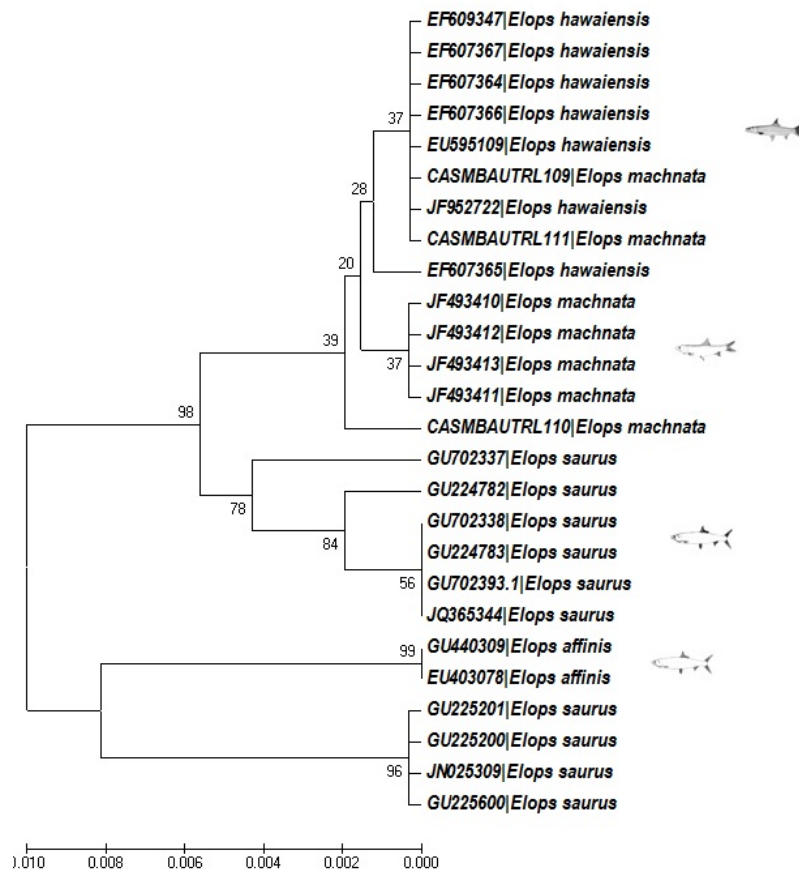 EF609347|Elops hawaiensis
EF607367|Elops hawaiensis
EF607364|Elops hawaiensis
EF607366|Elops hawaiensis
37
EU595109|Elops hawaiensis
CASMBAUTRL109|Elops machnata
28
JF952722|Elops hawaiensis
CASMBAUTRL111|Elops machnata
20
EF607365|Elops hawaiensis
JF493410|Elops machnata
JF493412|Elops machnata
39
JF493413|Elops machnata
37
JF493411|Elops machnata
98
CASMBAUTRL110|Elops machnata
GU702337|Elops saurus
GU224782|Elops saurus
78
GU702338|Elops saurus
84
GU224783|Elops saurus
56
GU702393.1|Elops saurus
JQ365344|Elops saurus
99
GU440309|Elops affinis
EU403078|Elops affinis
GU225201|Elops saurus
GU225200|Elops saurus
96
JN025309|Elops saurus
GU225600|Elops saurus
).010 0.008 0.006 0.004 0.002 0.000